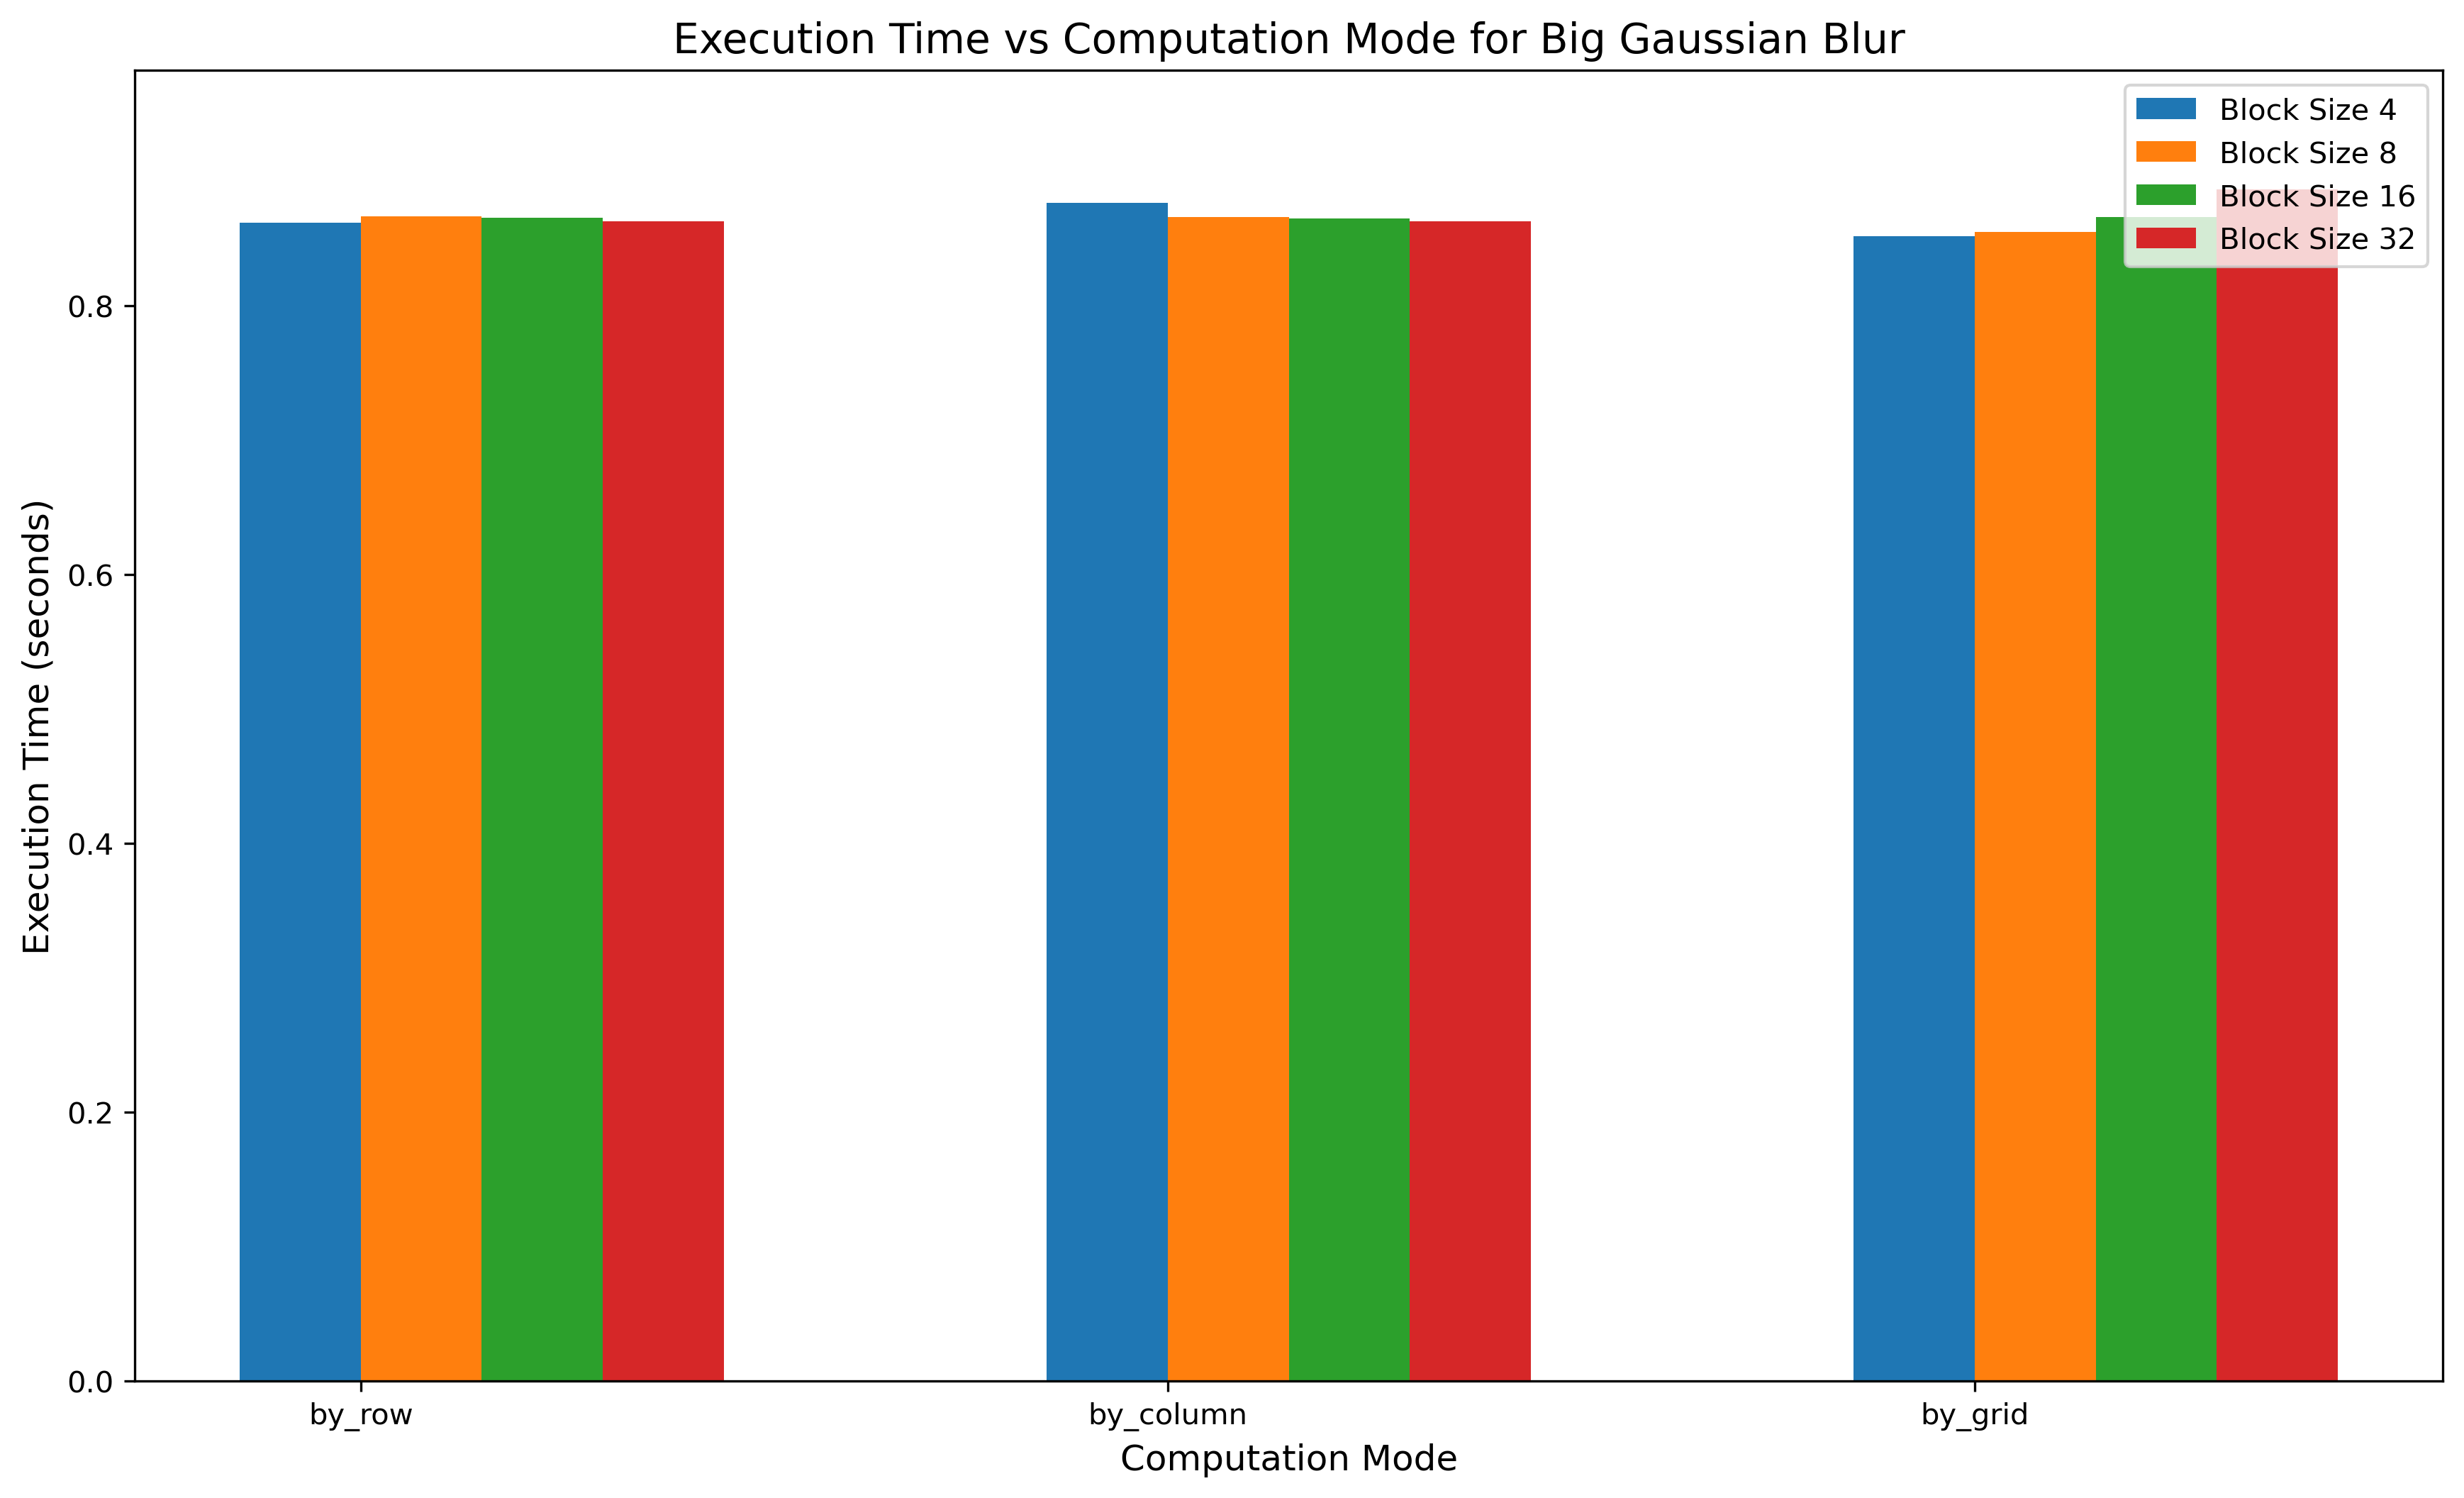 Execution Time vs Computation Mode for Big Gaussian Blur
Block Size 4
Block Size 8
Block Size 16
Block Size 32
Execution Time (seconds)
0.8
0.6
0.4
0.2
0.0
by_row
by_column
by_grid
Computation Mode